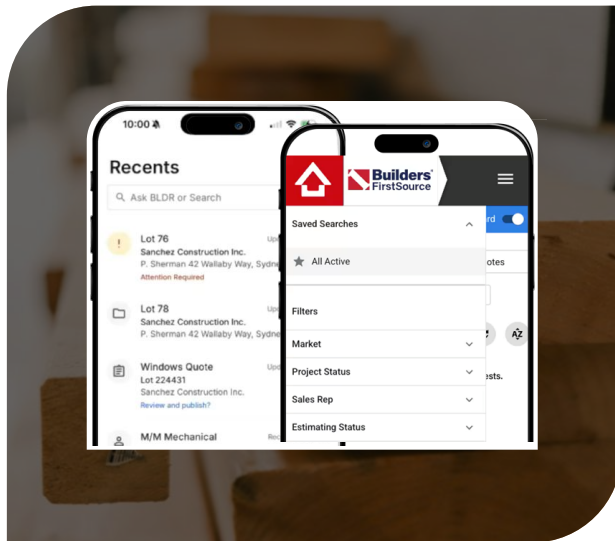 10:00
Recents
Ask BLDR or Search
Lot 76
Sanchez Construction Inc.
P. Sherman 42 Wallaby Way,
Attention Required
Lot 78
Sanchez Construction Inc.
P. Sherman 42 Wallaby Way,
Windows Quote
Lot 224431
Sanchez Construction Inc.
Review and publish?
M/M Mechanical
Builders
FirstSource
Saved Searches
All Active
Filters
Market
Project Status
Sales Rep
Estimating Status
AZ